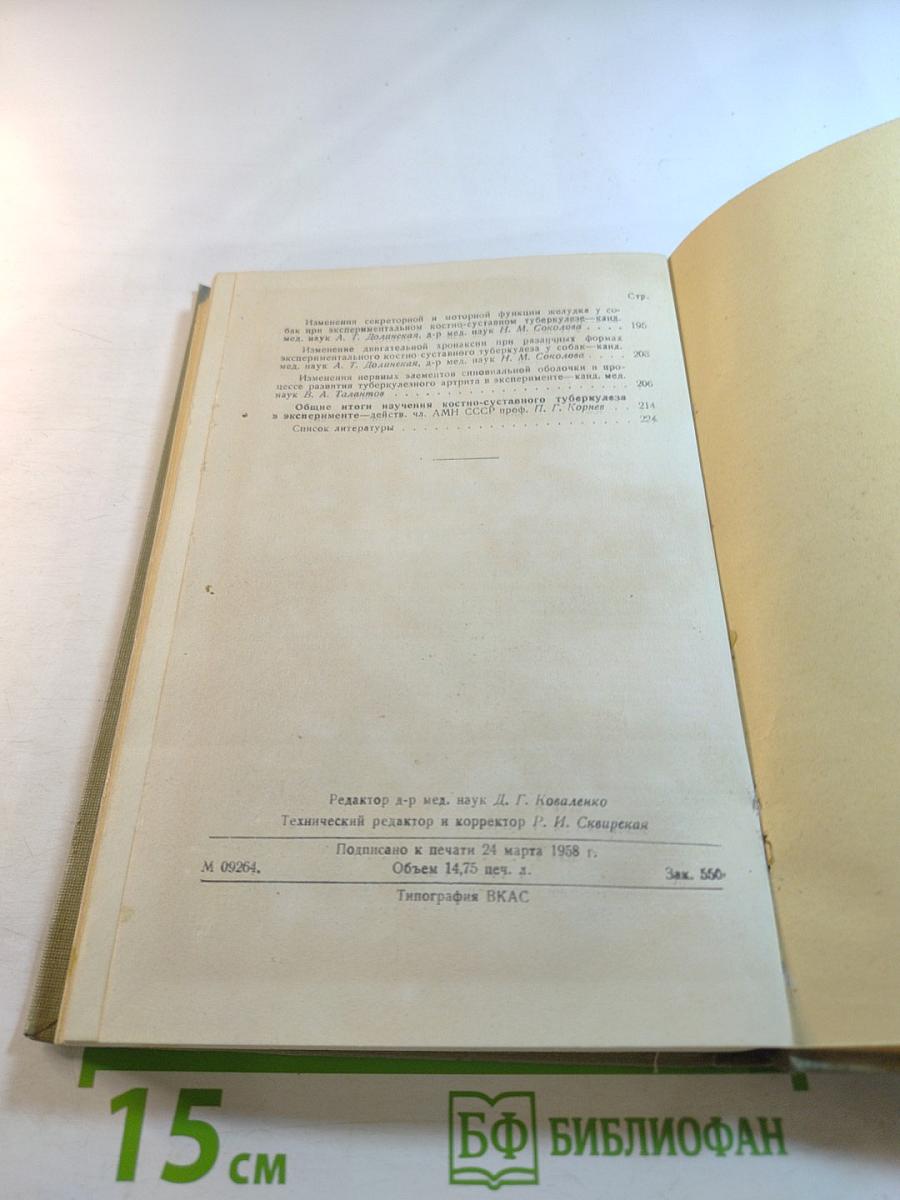 Стр.
Изменения секреторной и моторной функции желудка у со-
бак при экспериментальном костно-суставном туберкулезе—канд.
мед. наук А. Т. Долинская, д-р мед. наук Н. М. Соколова . . . . 195
Изменение двигательной хронаксии при различных формах
экспериментального костно-суставного туберкулеза у собак—канд.
мед. наук А. Т. Долинская, д-р мед. наук Н. М. Соколова . . . . 203
Изменения нервных элементов синовиальной оболочки в про-
цессе развития туберкулезного артрита в эксперименте—канд. мед.
наук В. А. Талантов . . . . . . . . . . . . . . . . . . . . 206
Общие итоги изучения костно-суставного туберкулеза
в эксперименте—действ. чл. АМН СССР проф. П. Г. Корнев . . . 214
Список литературы . . . . . . . . . . . . . . . . . . . . . 224
Редактор д-р мед. наук Д. Г. Коваленко
Технический редактор и корректор Р. И. Сквирская
Подписано к печати 24 марта 1958 г.
М 09264. Объем 14,75 печ. л. Зак. 550
Типография ВКАС
15 см БФ БИБЛИОФАН